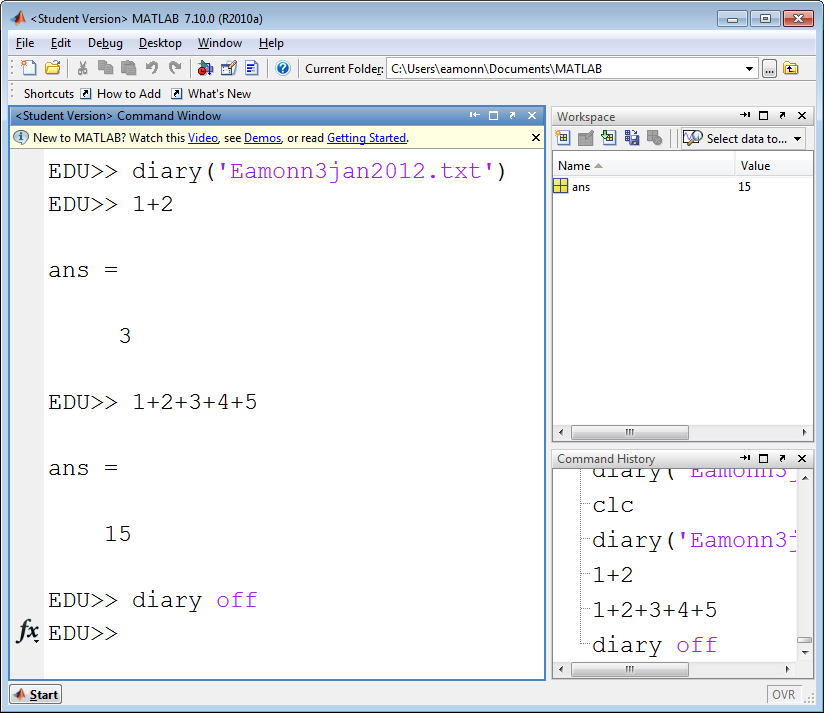 <Student Version> MATLAB 7.10.0 (R2010a)
File Edit Debug Desktop Window Help
Current Folder: C:\Users\eamonn\Documents\MATLAB
Shortcuts How to Add What's New
<Student Version> Command Window
New to MATLAB? Watch this Video, see Demos, or read Getting Started.
EDU>> diary('Eamonn3jan2012.txt')
EDU>> 1+2
ans =
3
EDU>> 1+2+3+4+5
ans =
15
EDU>> diary off
fx EDU>>
Workspace
Select data to...
Name Value
ans 15
Command History
diary('Eamonn3j
clc
diary('Eamonn3j
1+2
1+2+3+4+5
diary off
Start
OVR